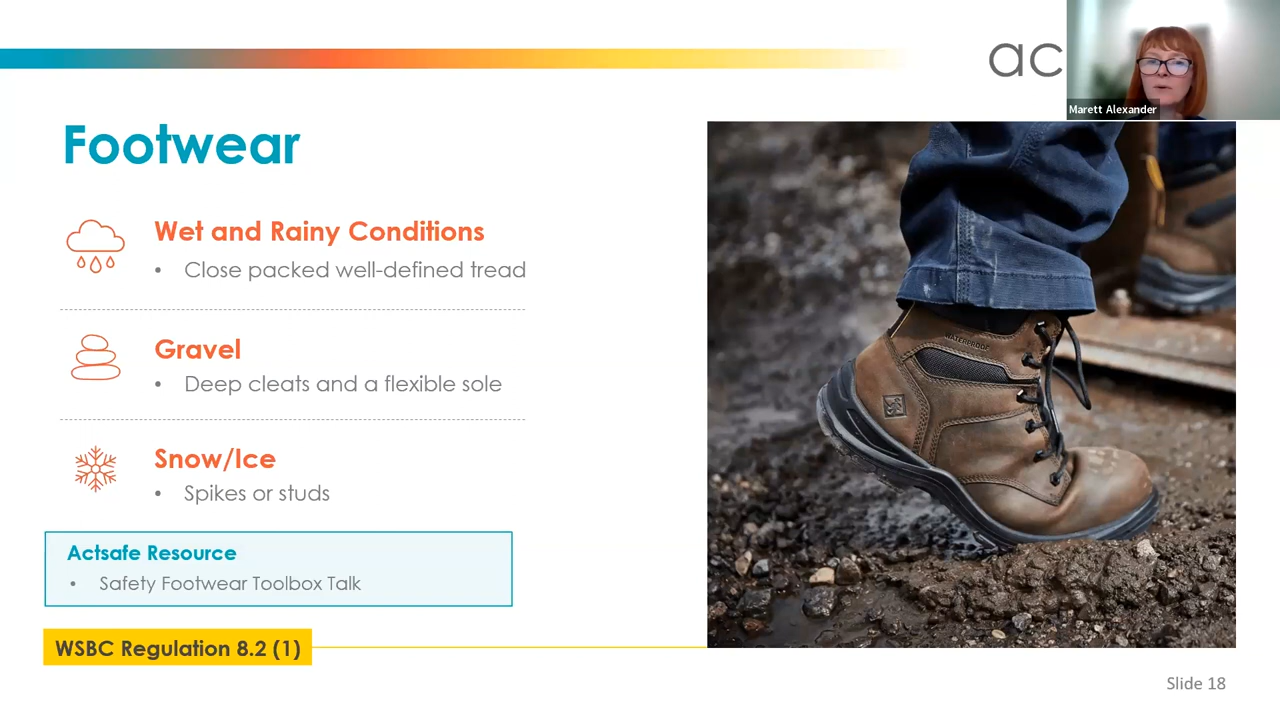 ac
Marett Alexander
Footwear
Wet and Rainy Conditions
• Close packed well-defined tread
Gravel
• Deep cleats and a flexible sole
Snow/Ice
• Spikes or studs
Actsafe Resource
• Safety Footwear Toolbox Talk
WSBC Regulation 8.2 (1)
WATERPROOF
Slide 18